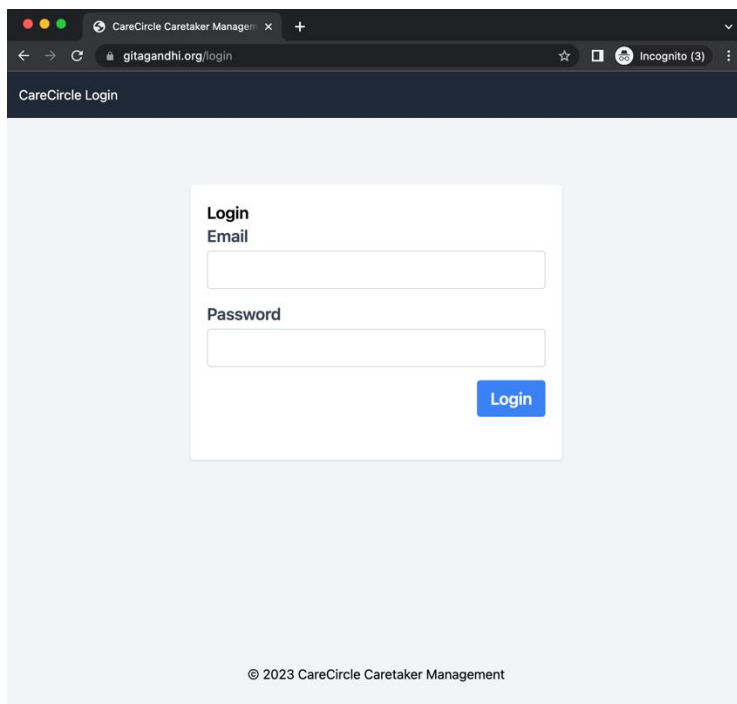 CareCircle Caretaker Managem
gitagandhi.org/login
Incognito (3)
CareCircle Login
Login
Email
Password
Login
© 2023 CareCircle Caretaker Management